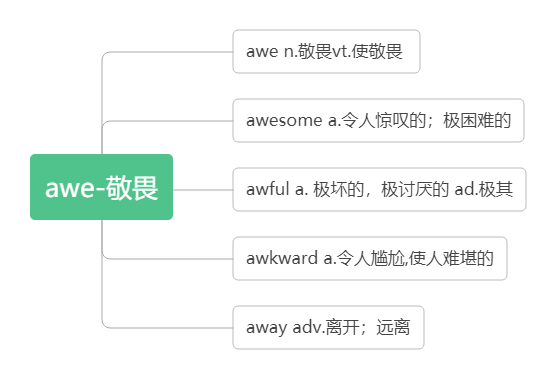 awe n.敬畏vt.使敬畏
awesome a.令人惊叹的；极困难的
awe-敬畏
awful a. 极坏的，极讨厌的 ad.极其
awkward a.令人尴尬,使人难堪的
away adv.离开；远离